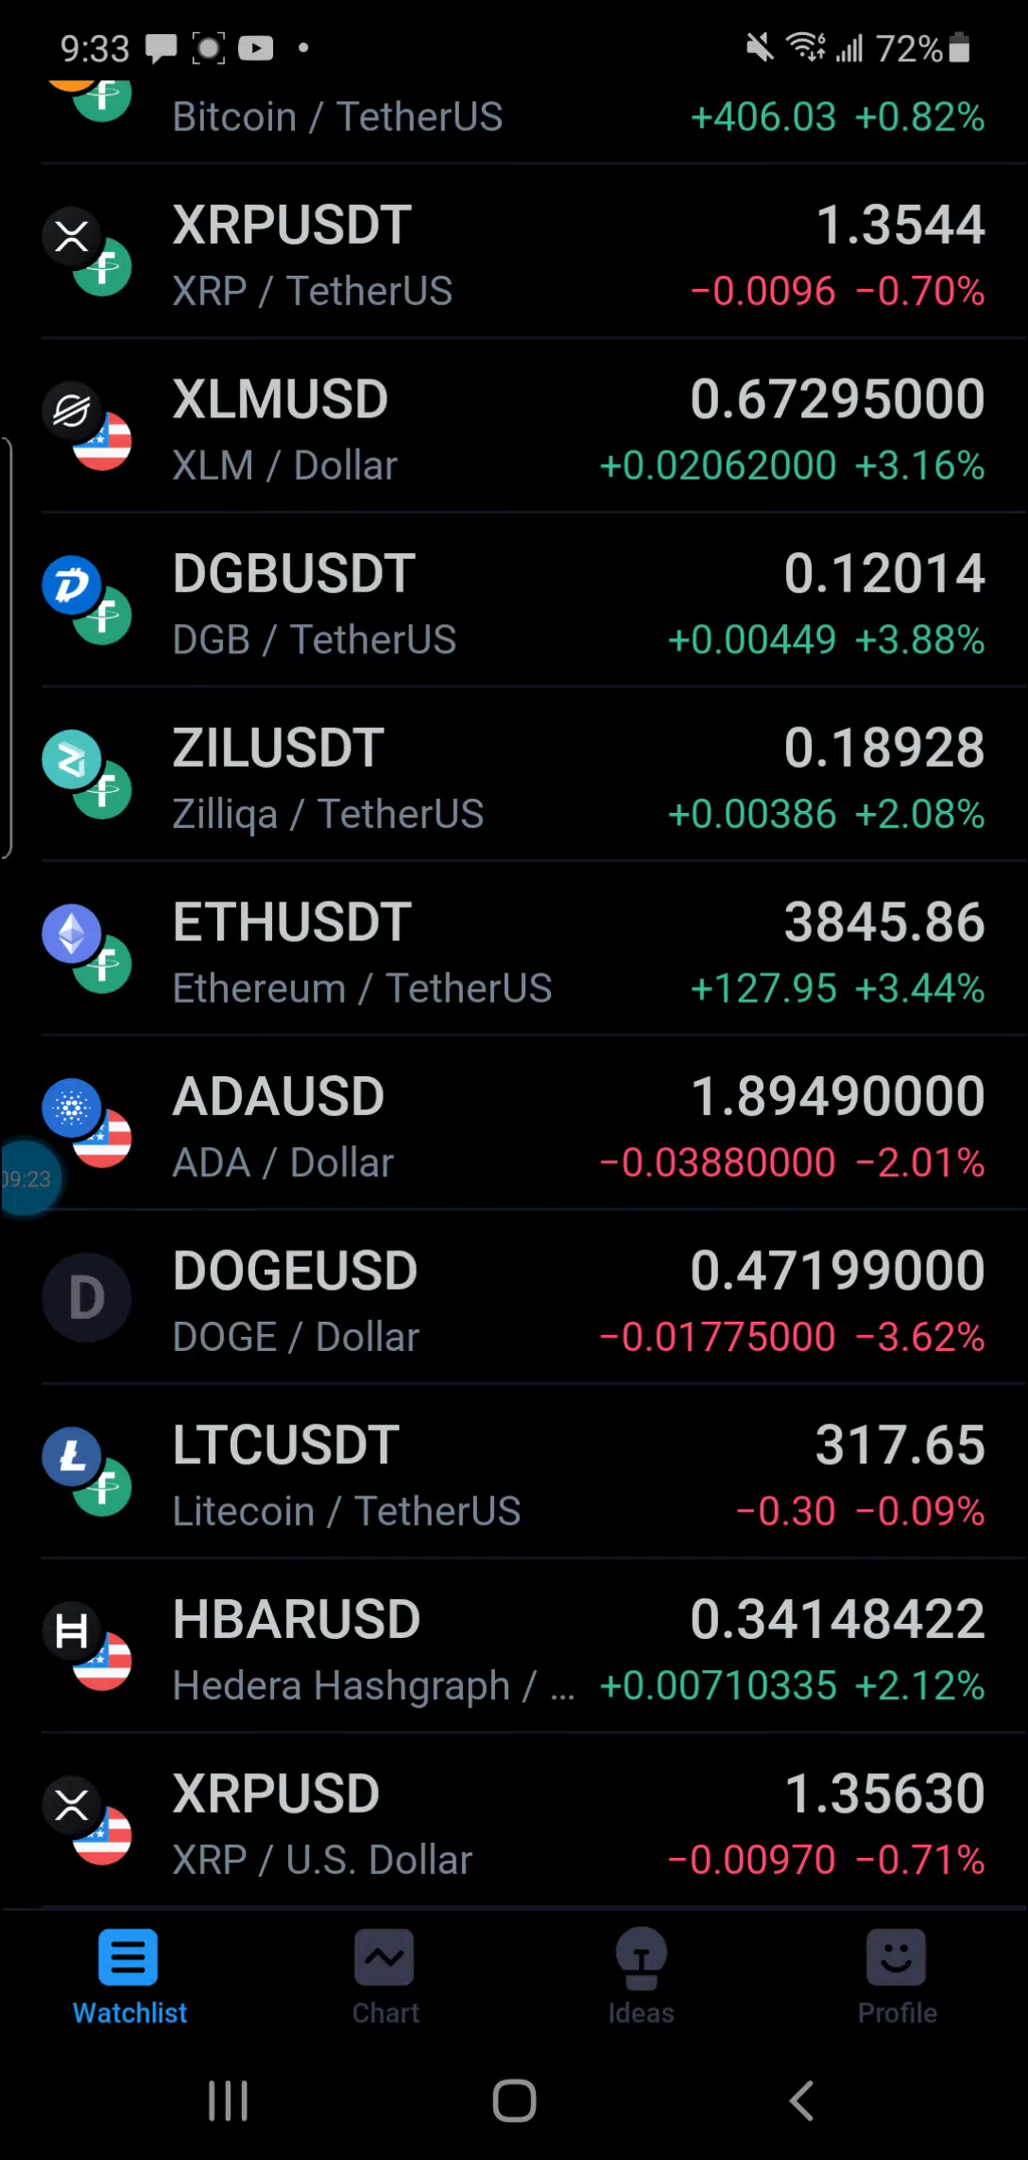 9:33 72%
Bitcoin / TetherUS +406.03 +0.82%
XRPUSDT 1.3544
XRP / TetherUS −0.0096 −0.70%
XLMUSD 0.67295000
XLM / Dollar +0.02062000 +3.16%
DGBUSDT 0.12014
DGB / TetherUS +0.00449 +3.88%
ZILUSDT 0.18928
Zilliqa / TetherUS +0.00386 +2.08%
ETHUSDT 3845.86
Ethereum / TetherUS +127.95 +3.44%
ADAUSD 1.89490000
ADA / Dollar −0.03880000 −2.01%
09:23
D DOGEUSD 0.47199000
DOGE / Dollar −0.01775000 −3.62%
LTCUSDT 317.65
Litecoin / TetherUS −0.30 −0.09%
HBARUSD 0.34148422
Hedera Hashgraph / ... +0.00710335 +2.12%
XRPUSD 1.35630
XRP / U.S. Dollar −0.00970 −0.71%
Watchlist Chart Ideas Profile